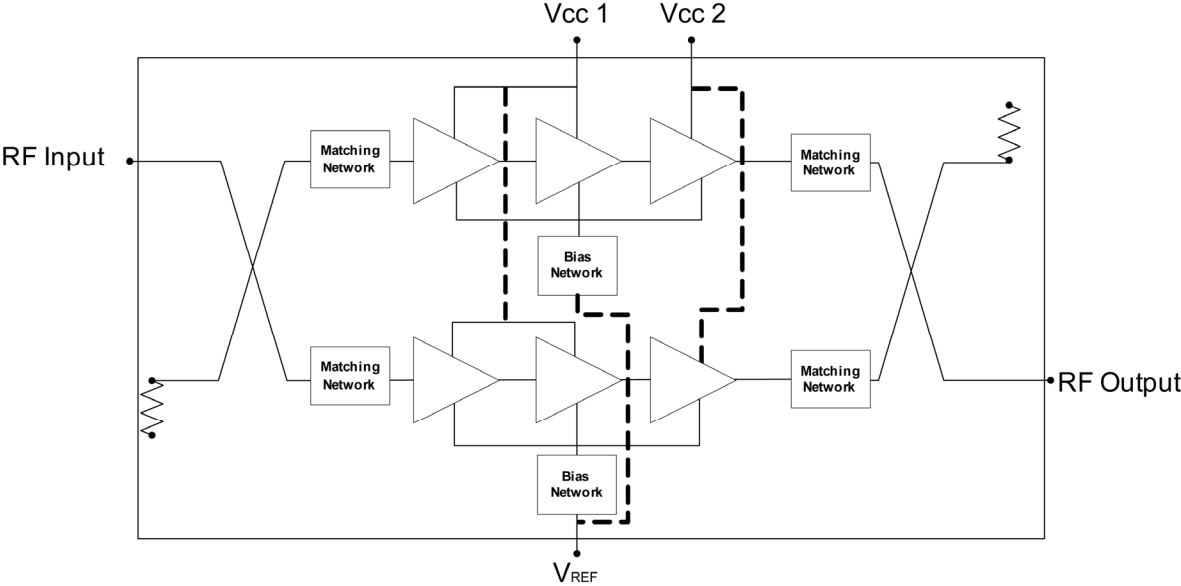 Vcc 1
Vcc 2
RF Input
Matching
Network
Matching
Network
Bias
Network
Matching
Network
Matching
Network
RF Output
Bias
Network
VREF